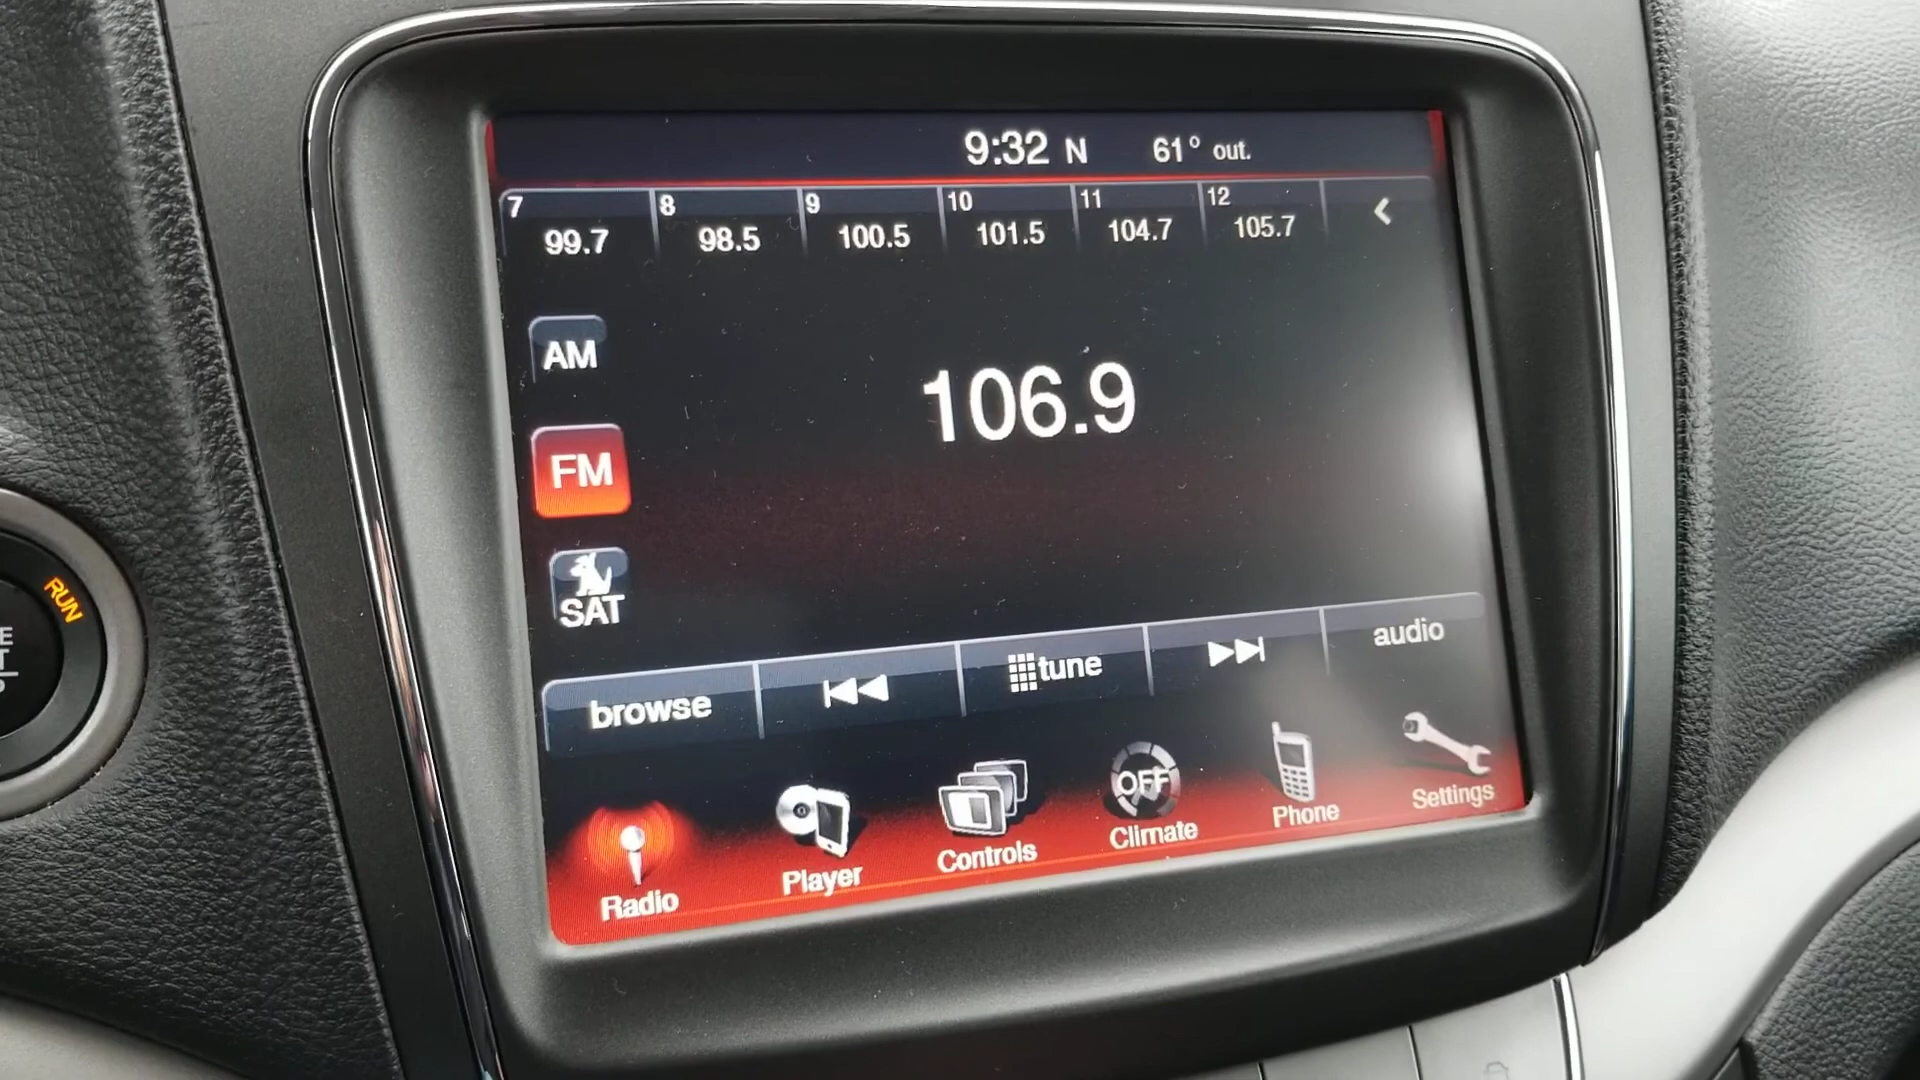 9:32 N 61° out.
7 8 9 10 11 12
99.7 98.5 100.5 101.5 104.7 105.7
AM
106.9
FM
SAT
RUN
browse tune audio
OFF
Radio Player Controls Climate Phone Settings